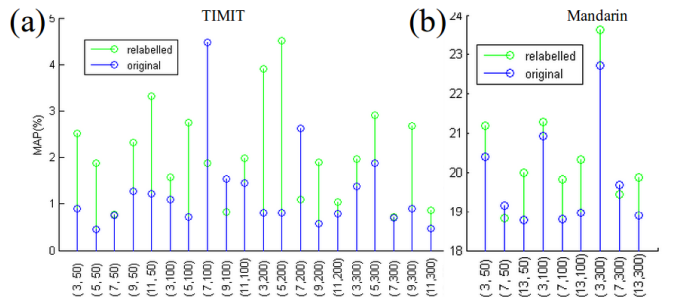 (a)
TIMIT
MAP(%)
5
4
3
2
1
0
relabelled
original
( 3, 50)
( 5, 50)
( 7, 50)
( 9, 50)
(11, 50)
( 3,100)
( 5,100)
( 7,100)
( 9,100)
(11,100)
( 3,200)
( 5,200)
( 7,200)
( 9,200)
(11,200)
( 3,300)
( 5,300)
( 7,300)
( 9,300)
(11,300)
(b)
Mandarin
24
23
22
21
20
19
18
relabelled
original
( 3, 50)
( 7, 50)
(13, 50)
( 3,100)
( 7,100)
(13,100)
( 3,300)
( 7,300)
(13,300)